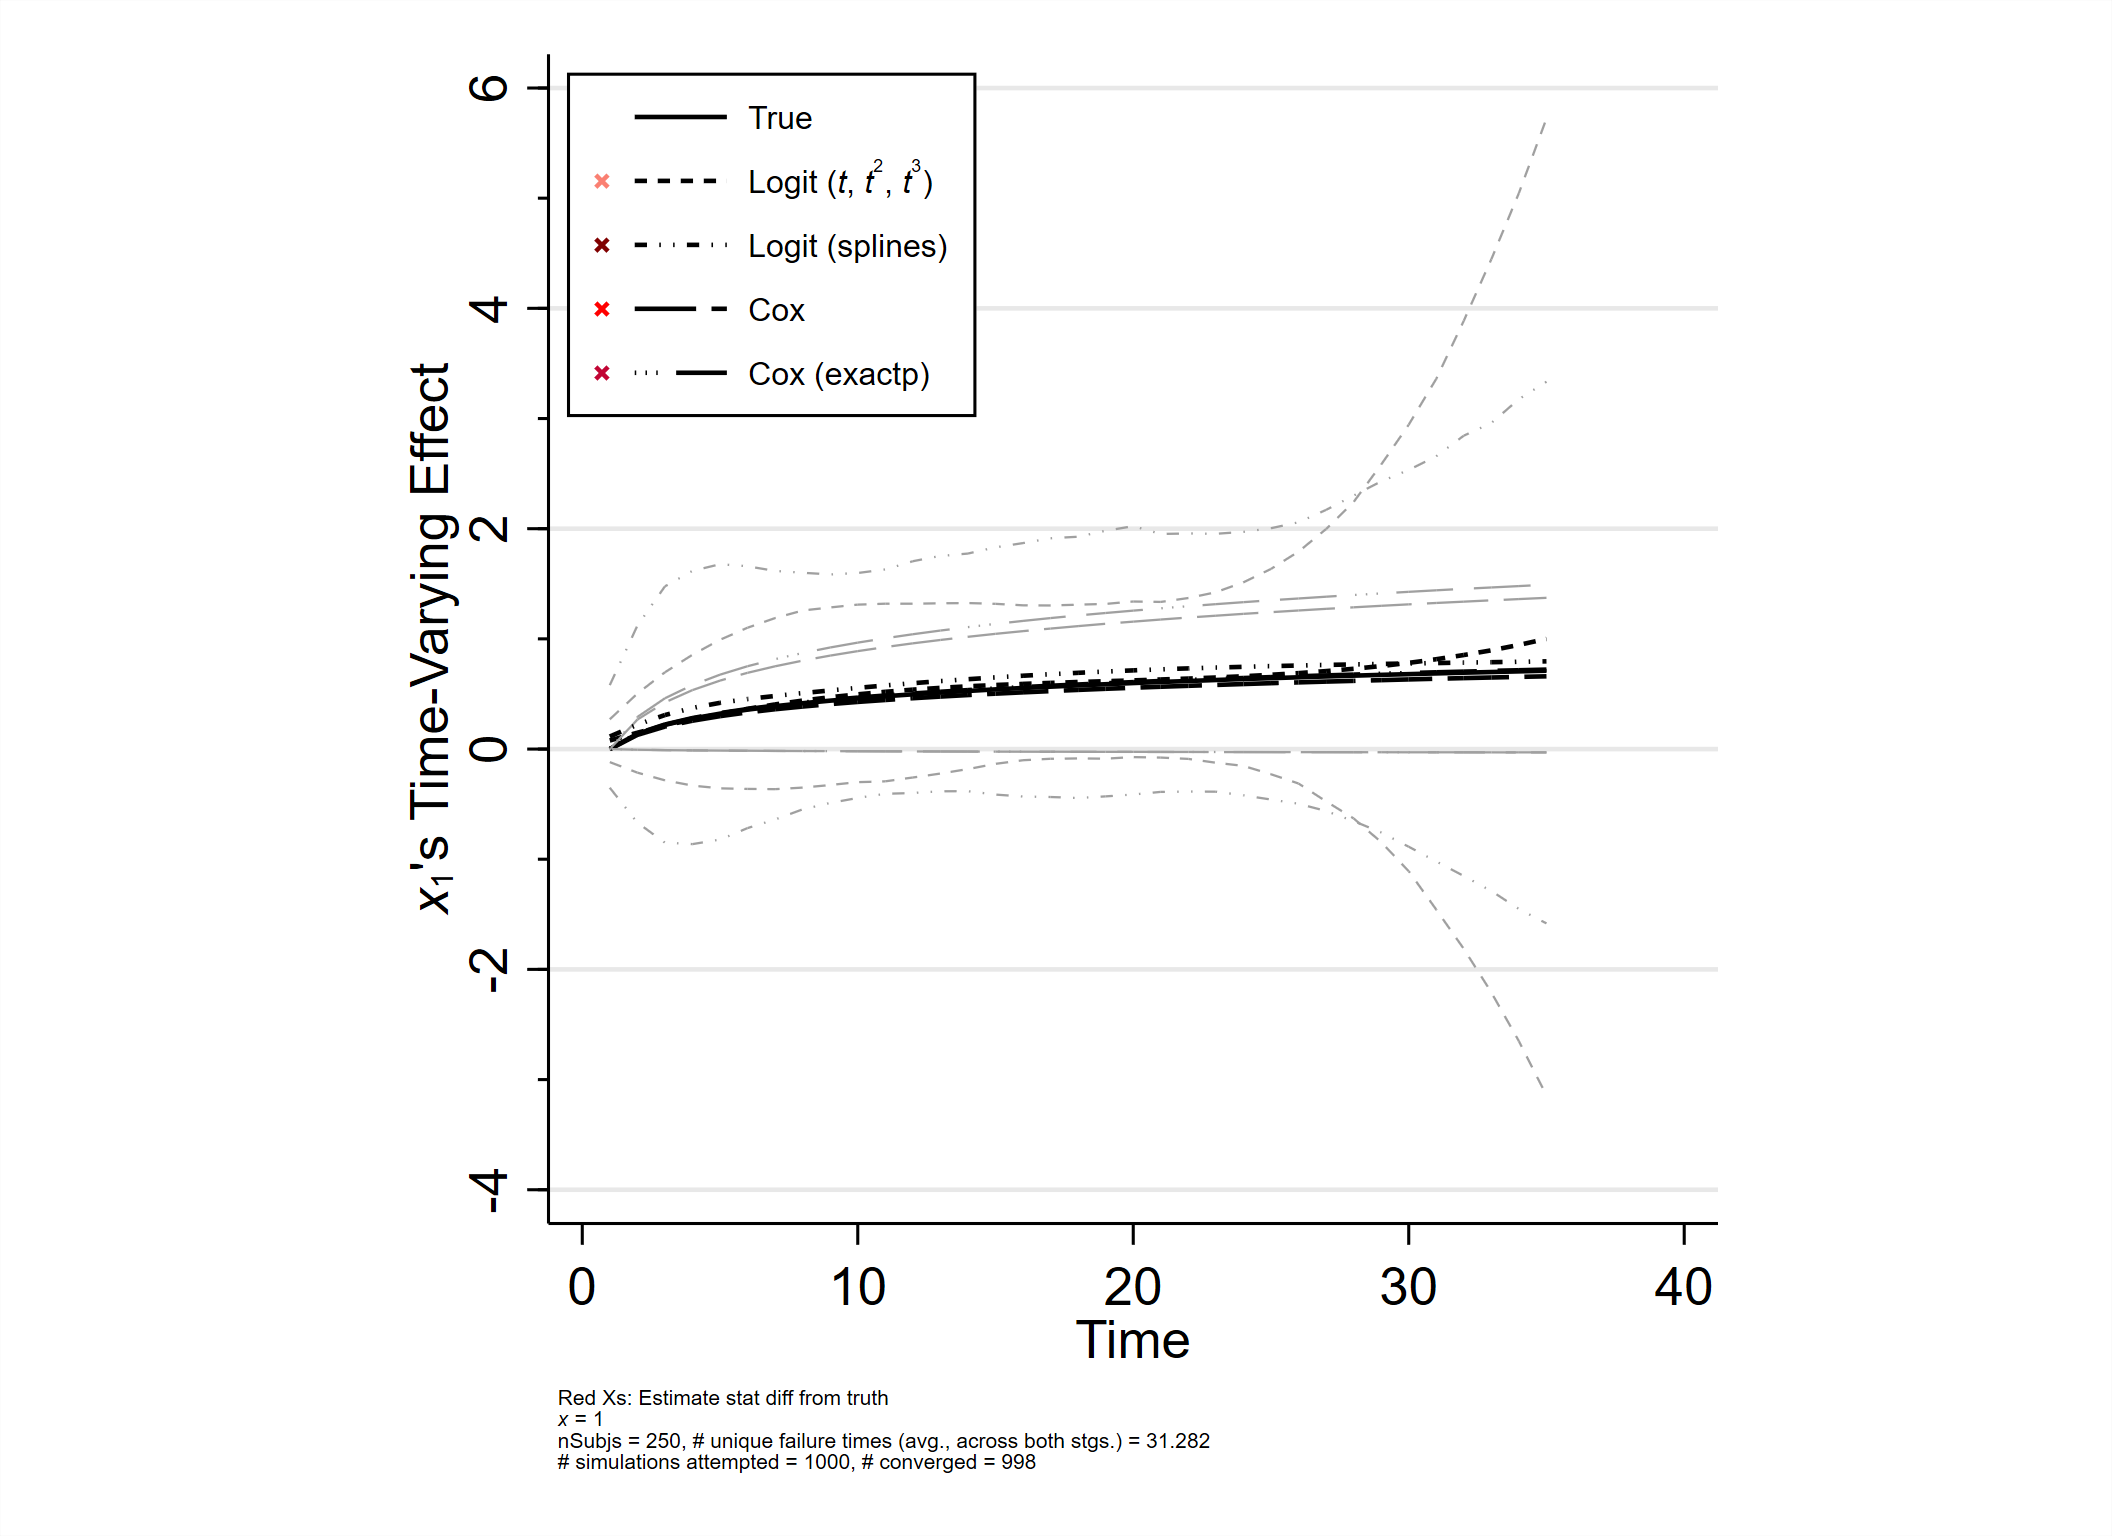 6
4
2
0
-2
-4
x₁'s Time-Varying Effect
True
Logit (t, t², t³)
Logit (splines)
Cox
Cox (exactp)
0 10 20 30 40
Time
Red Xs: Estimate stat diff from truth
x = 1
nSubjs = 250, # unique failure times (avg., across both stgs.) = 31.282
# simulations attempted = 1000, # converged = 998